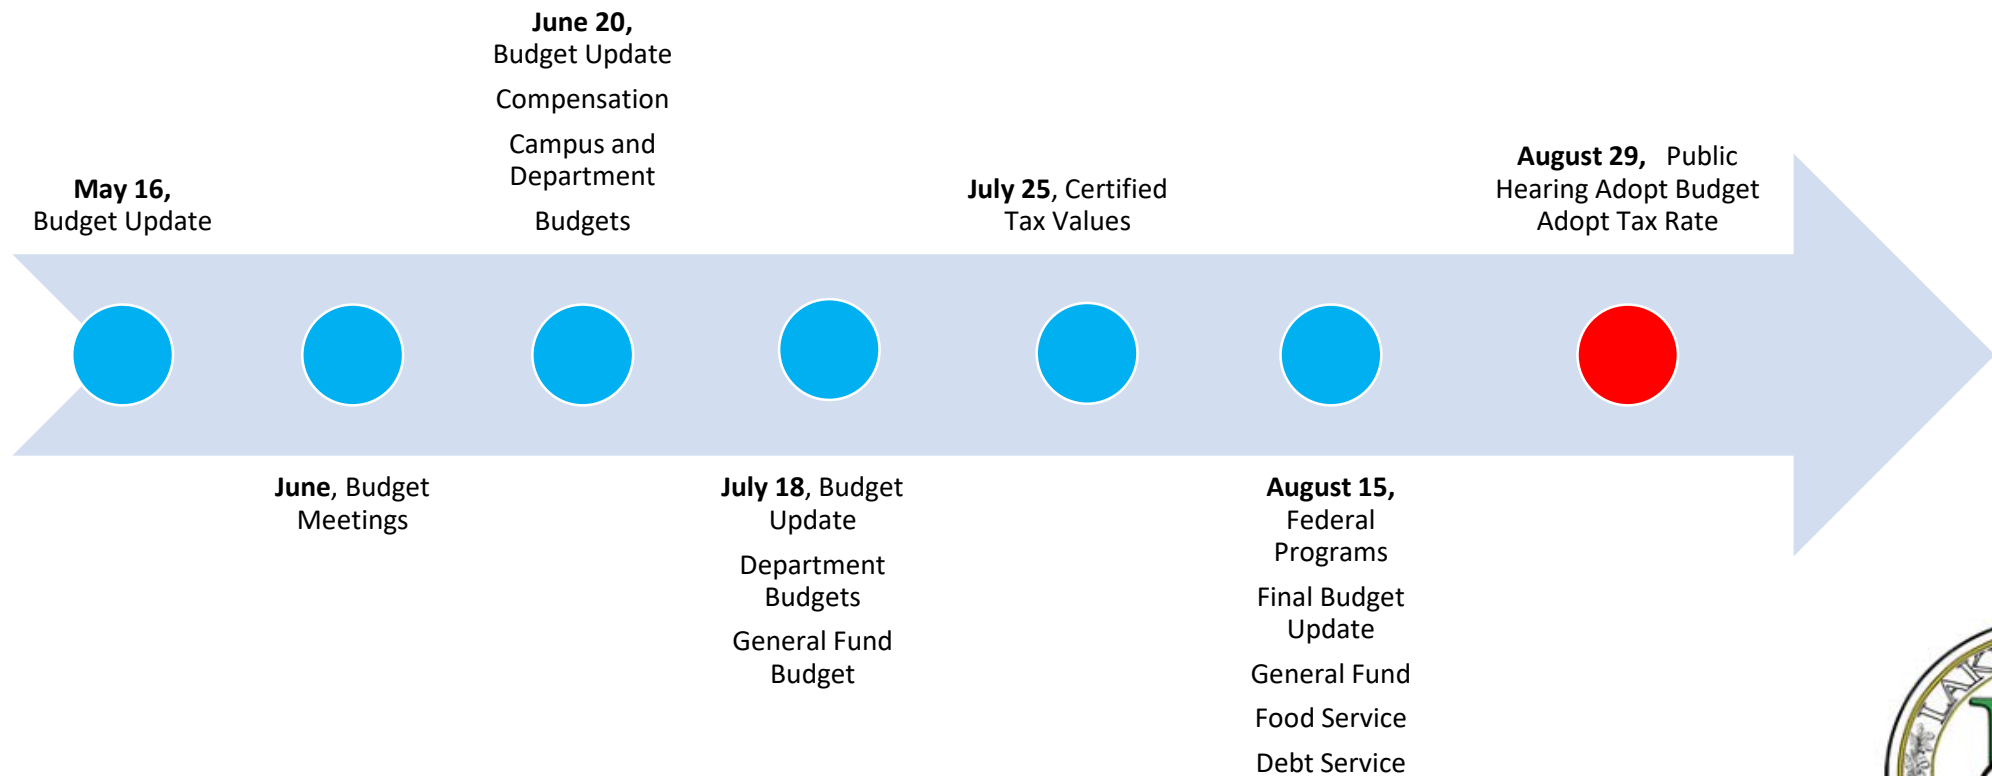 May 16,
Budget Update
June, Budget
Meetings
June 20,
Budget Update
Compensation
Campus and
Department
Budgets
July 18, Budget
Update
Department
Budgets
General Fund
Budget
July 25, Certified
Tax Values
August 15,
Federal
Programs
Final Budget
Update
General Fund
Food Service
Debt Service
August 29, Public
Hearing Adopt Budget
Adopt Tax Rate